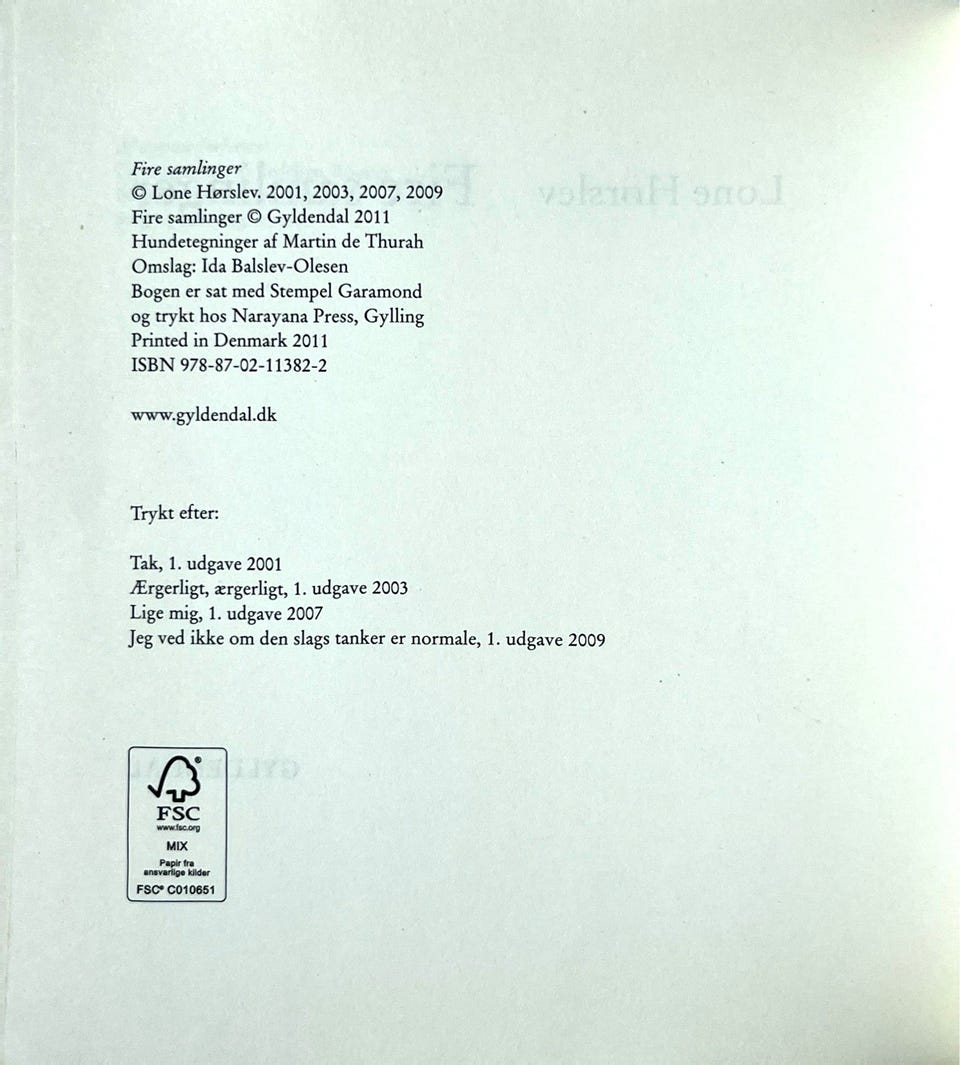 Fire samlinger
© Lone Hørslev. 2001, 2003, 2007, 2009
Fire samlinger © Gyldendal 2011
Hundetegninger af Martin de Thurah
Omslag: Ida Balslev-Olesen
Bogen er sat med Stempel Garamond
og trykt hos Narayana Press, Gylling
Printed in Denmark 2011
ISBN 978-87-02-11382-2
www.gyldendal.dk
Trykt efter:
Tak, 1. udgave 2001
Ærgerligt, ærgerligt, 1. udgave 2003
Lige mig, 1. udgave 2007
Jeg ved ikke om den slags tanker er normale, 1. udgave 2009
®
FSC
www.fsc.org
MIX
Papir fra
ansvarlige kilder
FSC® C010651
Lone Hørslev
GYLDENDAL